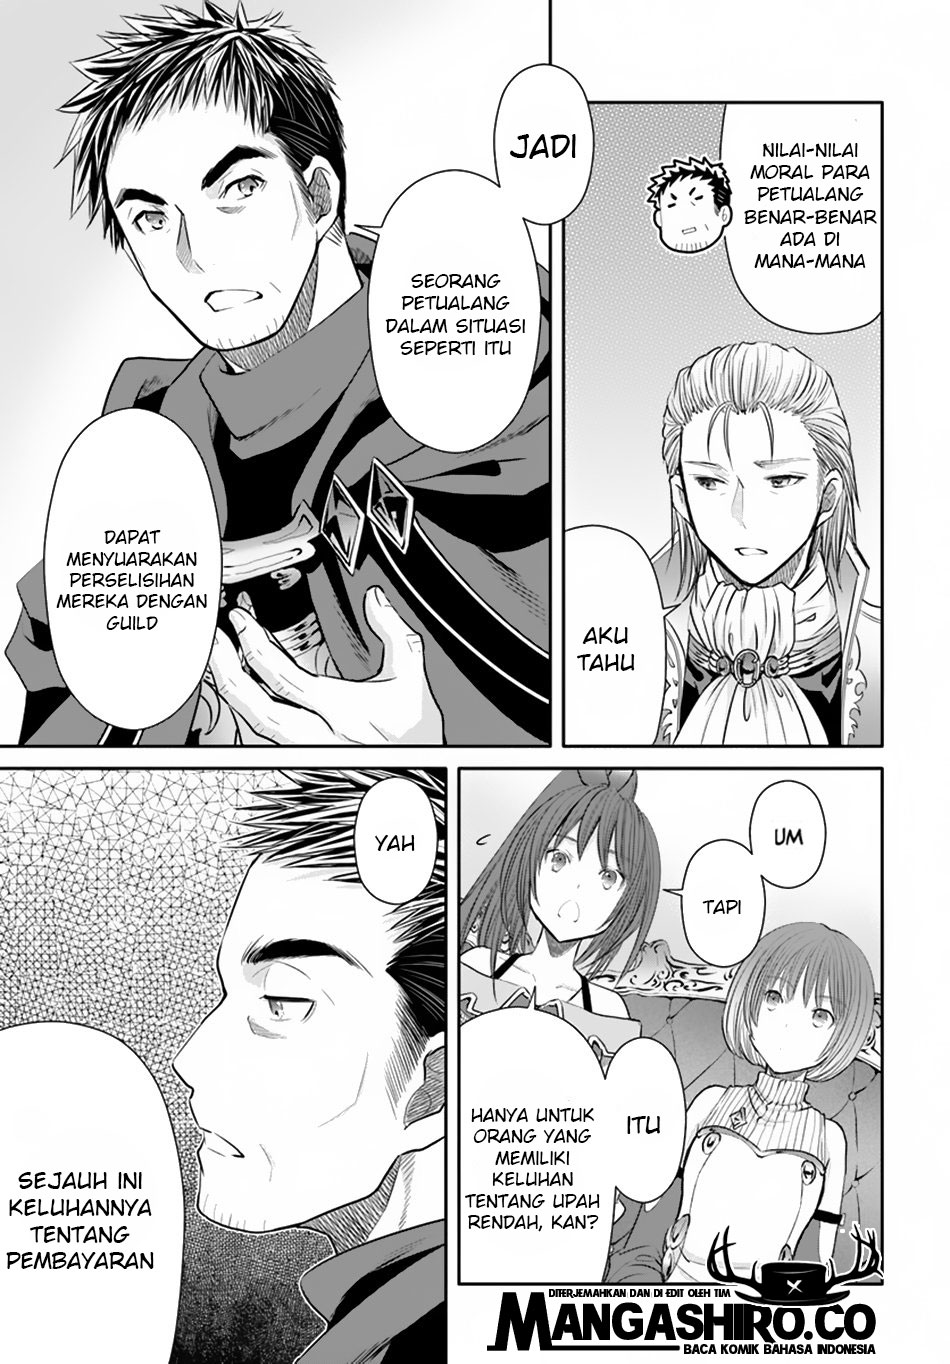 NILAI-NILAI
MORAL PARA
PETUALANG
BENAR-BENAR
ADA DI
MANA-MANA
AKU
TAHU
JADI
SEORANG
PETUALANG
DALAM SITUASI
SEPERTI ITU
DAPAT
MENYUARAKAN
PERSELISIHAN
MEREKA DENGAN
GUILD
UM
TAPI
ITU
HANYA UNTUK
ORANG YANG
MEMILIKI
KELUHAN
TENTANG UPAH
RENDAH, KAN?
YAH
SEJAUH INI
KELUHANNYA
TENTANG
PEMBAYARAN
DITERJEMAHKAN DAN DI EDIT OLEH TIM
MANGASHIRO.CO
BACA KOMIK BAHASA INDONESIA